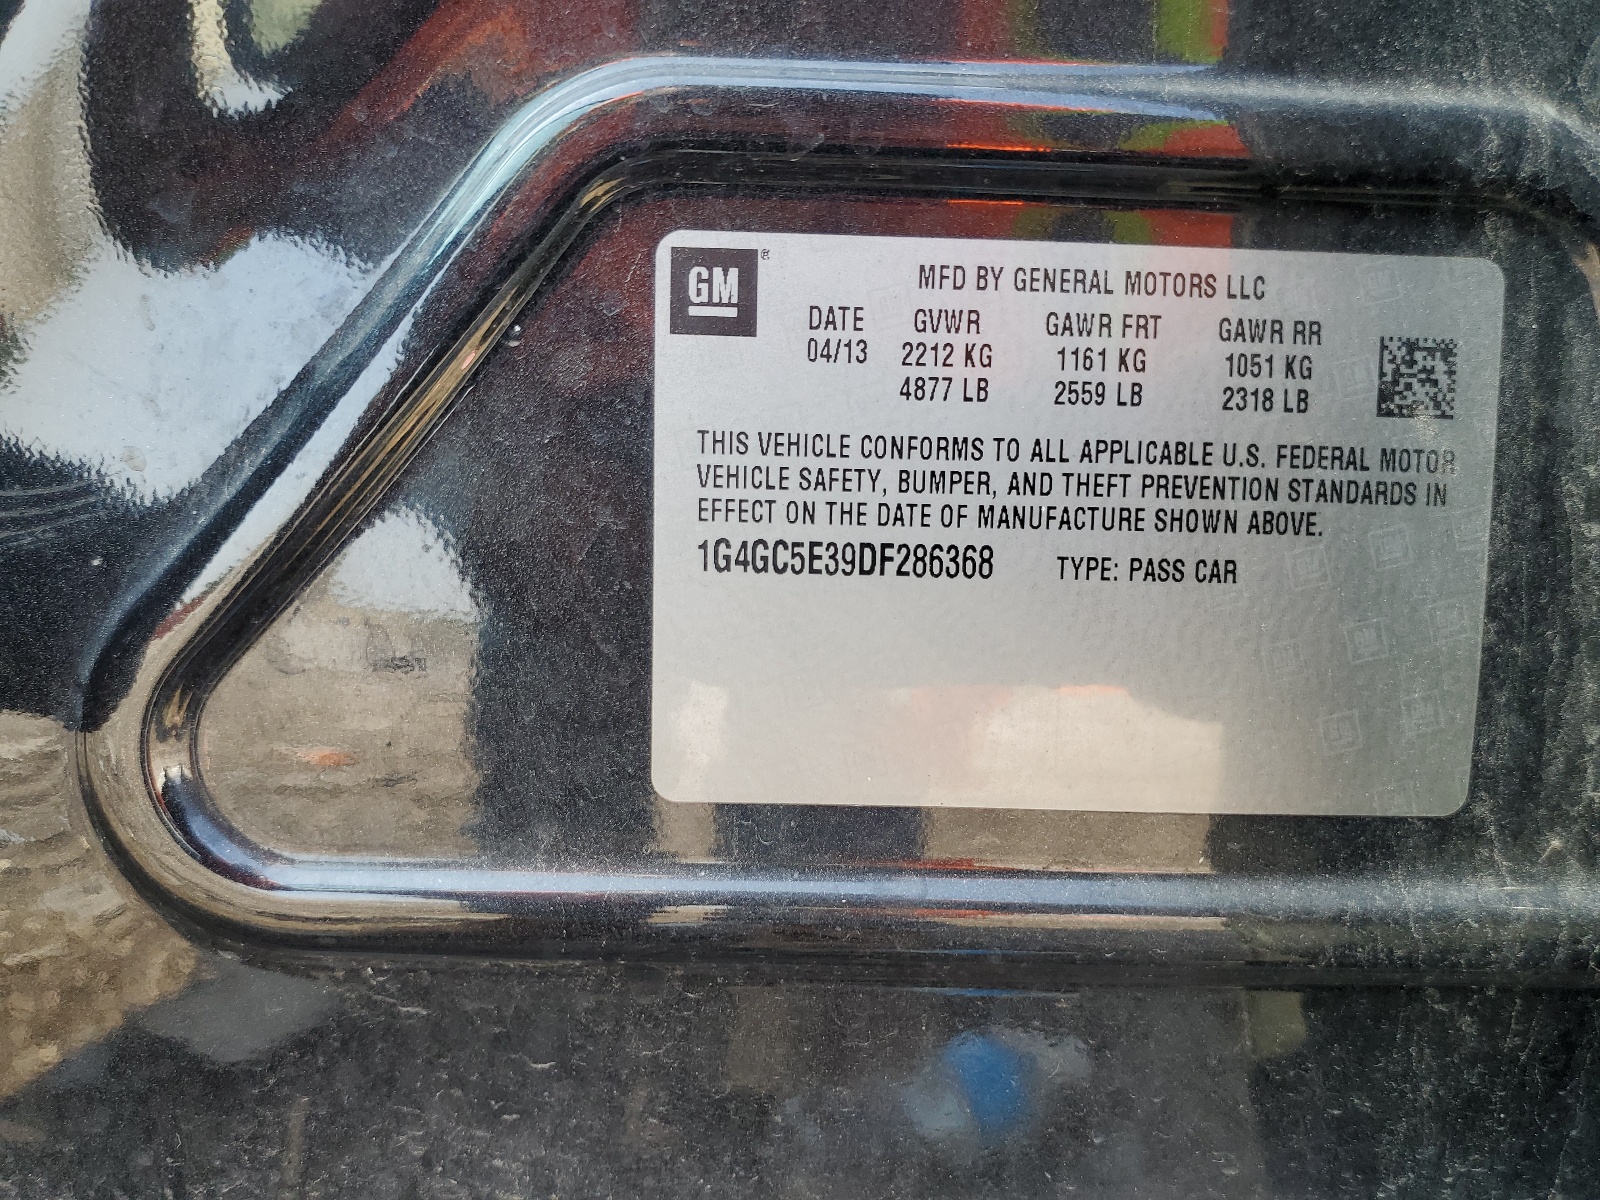 GM ®
MFD BY GENERAL MOTORS LLC
DATE GVWR GAWR FRT GAWR RR
04/13 2212 KG 1161 KG 1051 KG
4877 LB 2559 LB 2318 LB
THIS VEHICLE CONFORMS TO ALL APPLICABLE U.S. FEDERAL MOTOR
VEHICLE SAFETY, BUMPER, AND THEFT PREVENTION STANDARDS IN
EFFECT ON THE DATE OF MANUFACTURE SHOWN ABOVE.
1G4GC5E39DF286368 TYPE: PASS CAR